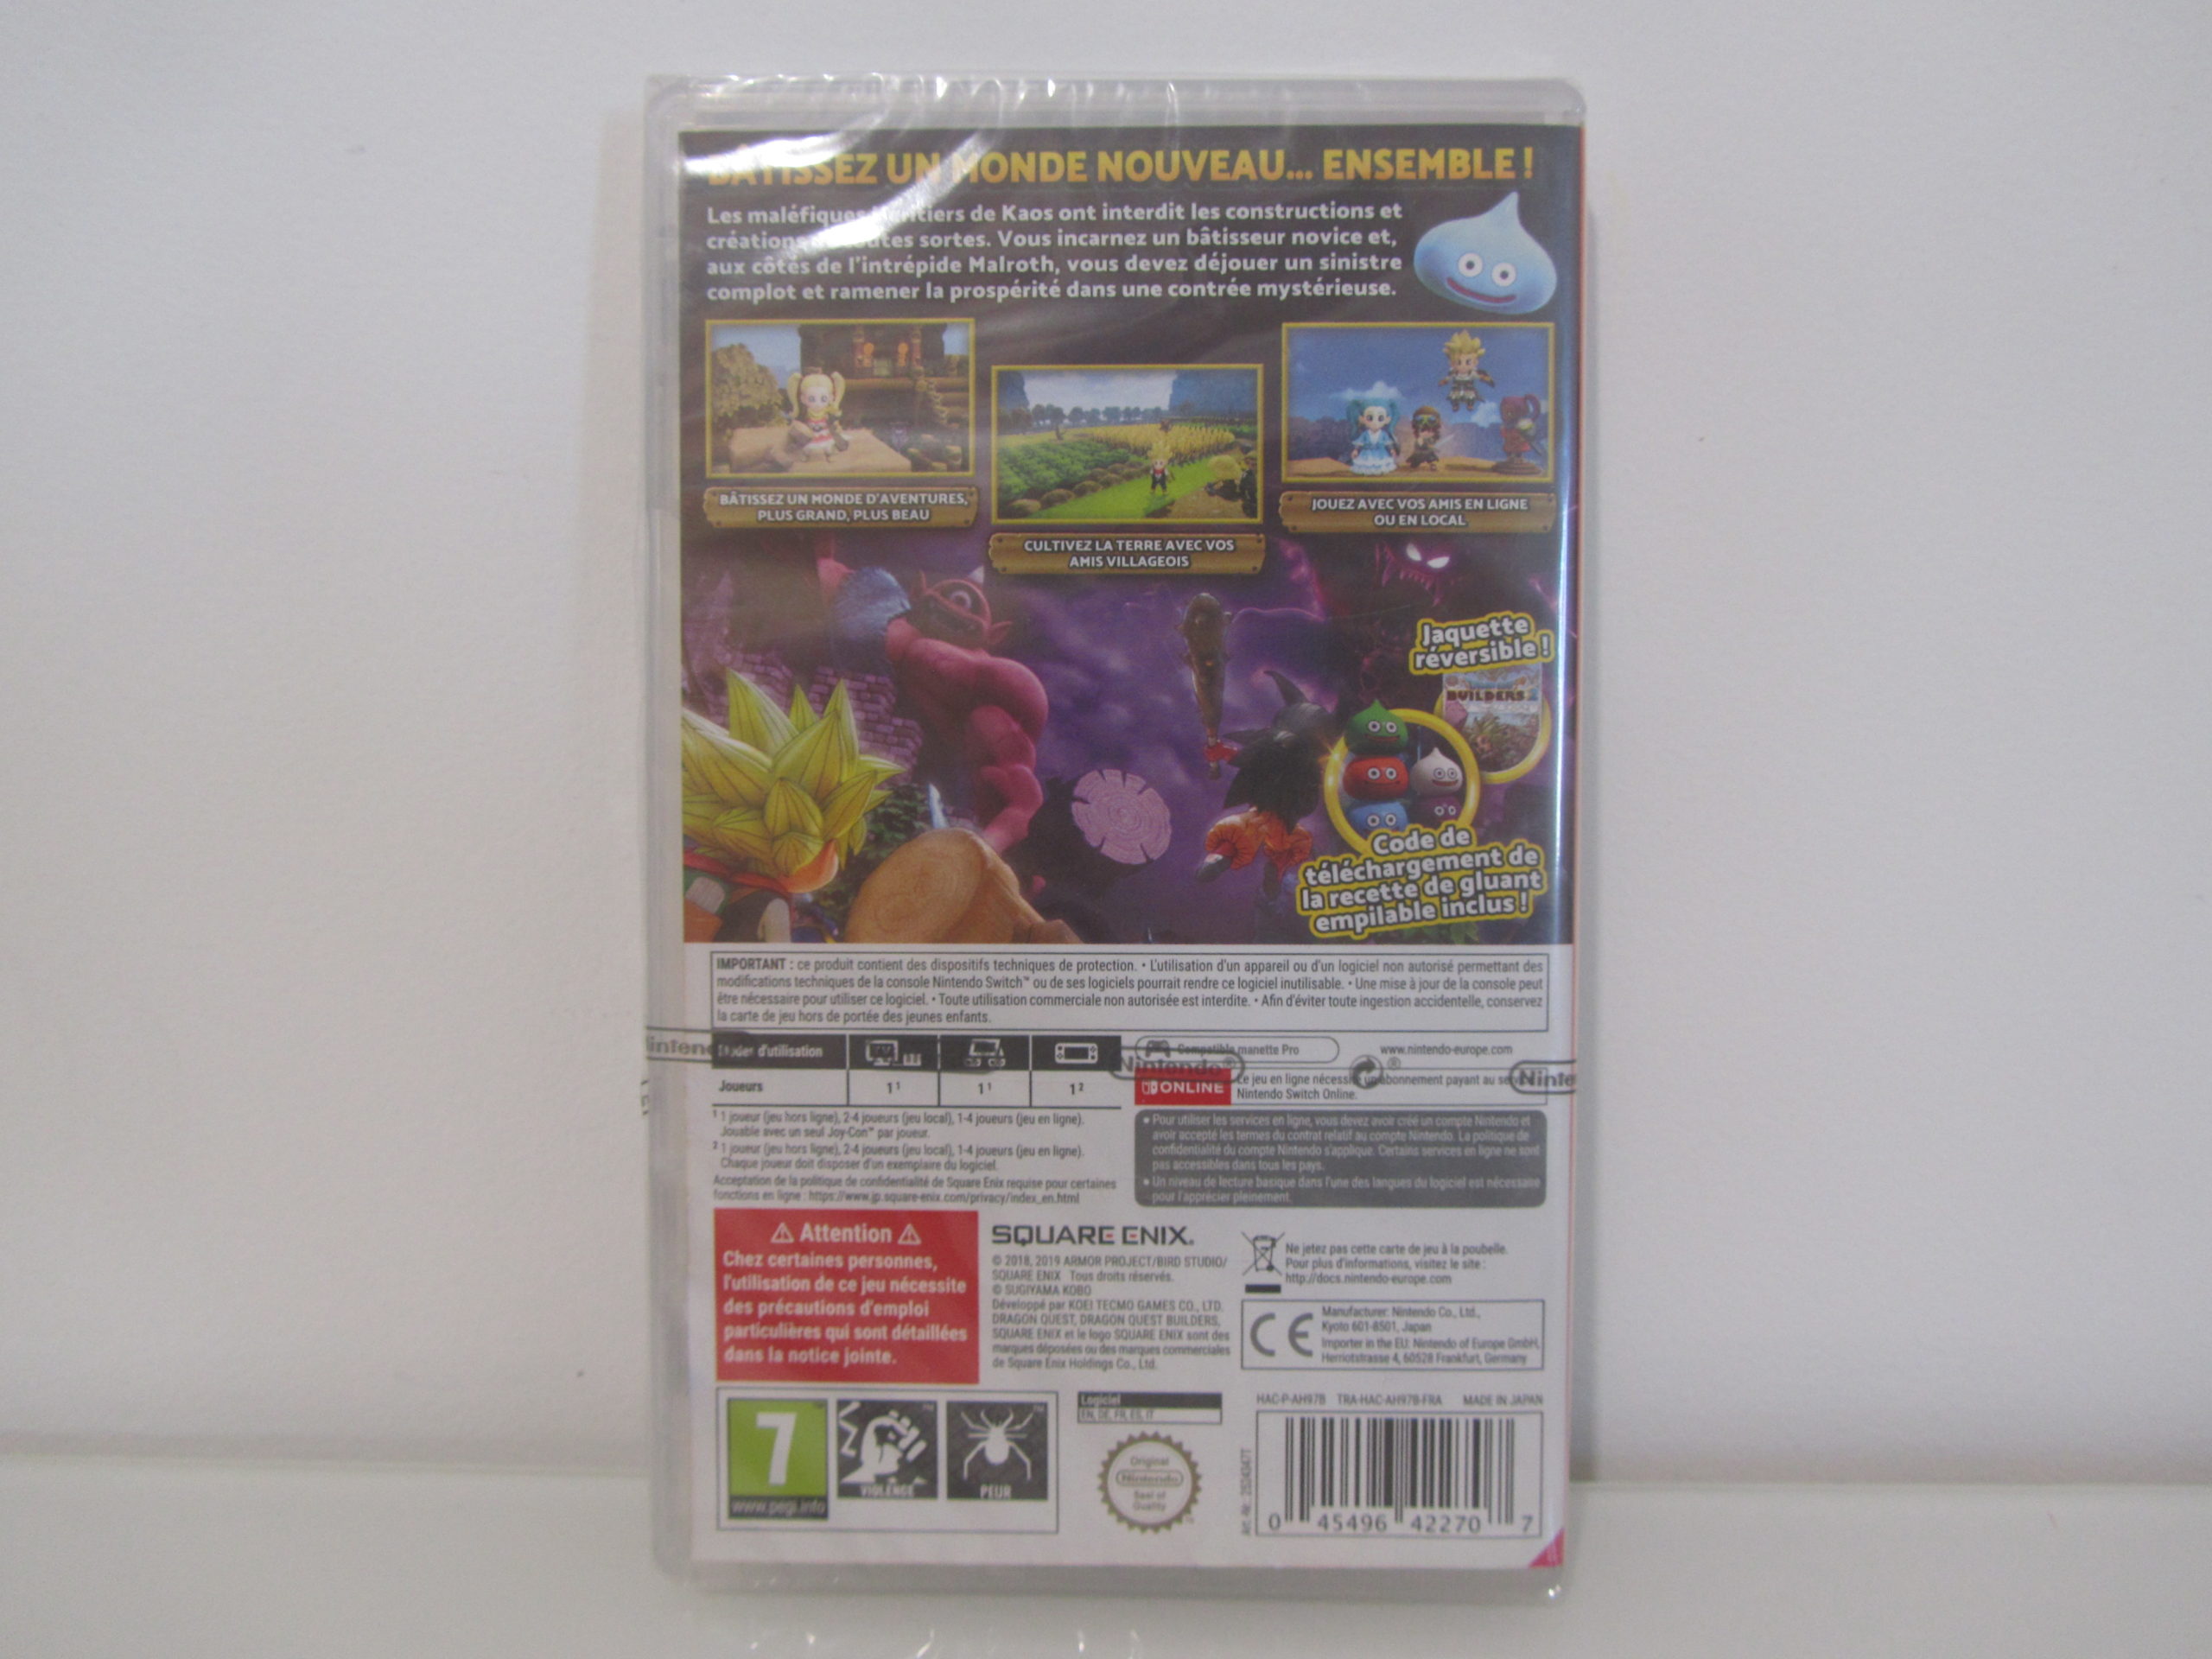 BÂTISSEZ UN MONDE NOUVEAU... ENSEMBLE !
Les maléfiques Héritiers de Kaos ont interdit les constructions et
créations de toutes sortes. Vous incarnez un bâtisseur novice et,
aux côtés de l'intrépide Malroth, vous devez déjouer un sinistre
complot et ramener la prospérité dans une contrée mystérieuse.
BÂTISSEZ UN MONDE D'AVENTURES,
PLUS GRAND, PLUS BEAU
CULTIVEZ LA TERRE AVEC VOS
AMIS VILLAGEOIS
JOUEZ AVEC VOS AMIS EN LIGNE
OU EN LOCAL
Jaquette
réversible !
BUILDERS
Code de
téléchargement de
la recette de gluant
empilable inclus !
IMPORTANT : ce produit contient des dispositifs techniques de protection. • L'utilisation d'un appareil ou d'un logiciel non autorisé permettant des
modifications techniques de la console Nintendo Switch™ ou de ses logiciels pourrait rendre ce logiciel inutilisable. • Une mise à jour de la console peut
être nécessaire pour utiliser ce logiciel. • Toute utilisation commerciale non autorisée est interdite. • Afin d'éviter toute ingestion accidentelle, conservez
la carte de jeu hors de portée des jeunes enfants.
Modes d'utilisation
Joueurs 1¹ 1¹ 1²
Compatible manette Pro
www.nintendo-europe.com
Nintendo®
ONLINE
Le jeu en ligne nécessite un abonnement payant au
Nintendo Switch Online.
¹ 1 joueur (jeu hors ligne), 2-4 joueurs (jeu local), 1-4 joueurs (jeu en ligne).
Jouable avec un seul Joy-Con™ par joueur.
² 1 joueur (jeu hors ligne), 2-4 joueurs (jeu local), 1-4 joueurs (jeu en ligne).
Chaque joueur doit disposer d'un exemplaire du logiciel.
Acceptation de la politique de confidentialité de Square Enix requise pour certaines
fonctions en ligne : https://www.jp.square-enix.com/privacy/index_en.html
• Pour utiliser les services en ligne, vous devez avoir créé un compte Nintendo et
avoir accepté les termes du contrat relatif au compte Nintendo. La politique de
confidentialité du compte Nintendo s'applique. Certains services en ligne ne sont
pas accessibles dans tous les pays.
• Un niveau de lecture basique dans l'une des langues du logiciel est nécessaire
pour l'apprécier pleinement.
⚠ Attention ⚠
Chez certaines personnes,
l'utilisation de ce jeu nécessite
des précautions d'emploi
particulières qui sont détaillées
dans la notice jointe.
SQUARE ENIX.
© 2018, 2019 ARMOR PROJECT/BIRD STUDIO/
SQUARE ENIX Tous droits réservés.
© SUGIYAMA KOBO
Développé par KOEI TECMO GAMES CO., LTD.
DRAGON QUEST, DRAGON QUEST BUILDERS,
SQUARE ENIX et le logo SQUARE ENIX sont des
marques déposées ou des marques commerciales
de Square Enix Holdings Co., Ltd.
Ne jetez pas cette carte de jeu à la poubelle.
Pour plus d'informations, visitez le site :
http://docs.nintendo-europe.com
CE
Manufacturer: Nintendo Co., Ltd.,
Kyoto 601-8501, Japan
Importer in the EU: Nintendo of Europe GmbH,
Herriotstrasse 4, 60528 Frankfurt, Germany
7
www.pegi.info
VIOLENCE
PEUR
Logiciel
EN, DE, FR, ES, IT
Original
Nintendo
Seal of
Quality
HAC-P-AH97B TRA-HAC-AH97B-FRA MADE IN JAPAN
0 45496 42270 7